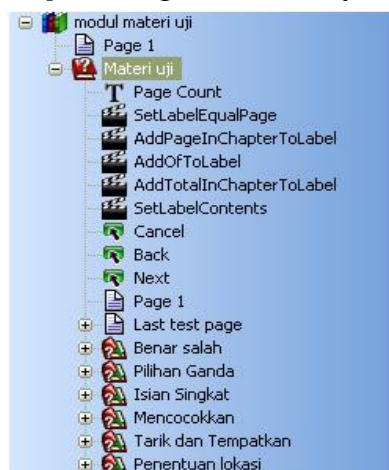 modul materi uji
Page 1
Materi uji
Page Count
SetLabelEqualPage
AddPageInChapterToLabel
AddOfToLabel
AddTotalInChapterToLabel
SetLabelContents
Cancel
Back
Next
Page 1
Last test page
Benar salah
Pilihan Ganda
Isian Singkat
Mencocokkan
Tarik dan Tempatkan
Penentuan lokasi